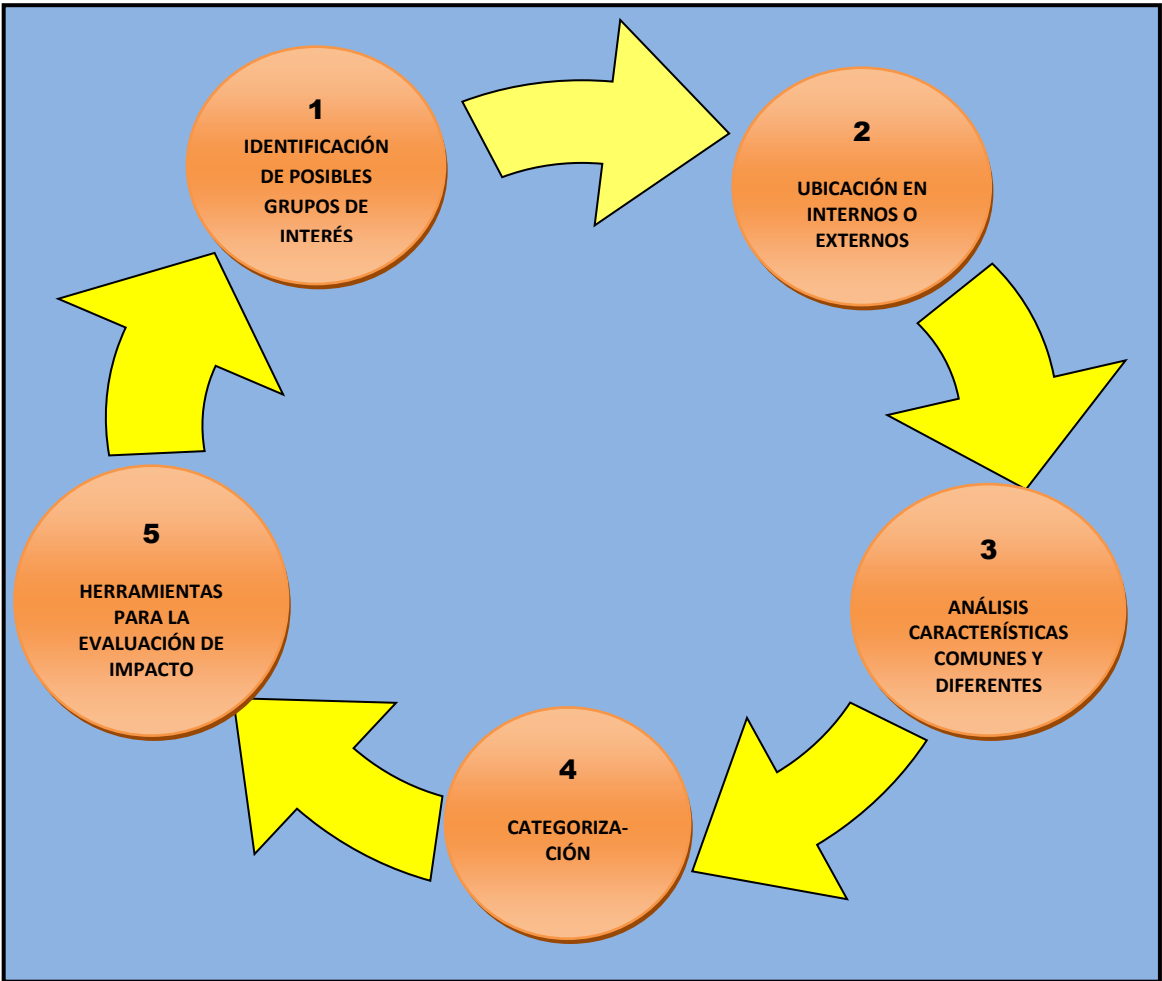 1
IDENTIFICACIÓN
DE POSIBLES
GRUPOS DE
INTERÉS
2
UBICACIÓN EN
INTERNOS O
EXTERNOS
3
ANÁLISIS
CARACTERÍSTICAS
COMUNES Y
DIFERENTES
4
CATEGORIZA-
CIÓN
5
HERRAMIENTAS
PARA LA
EVALUACIÓN DE
IMPACTO